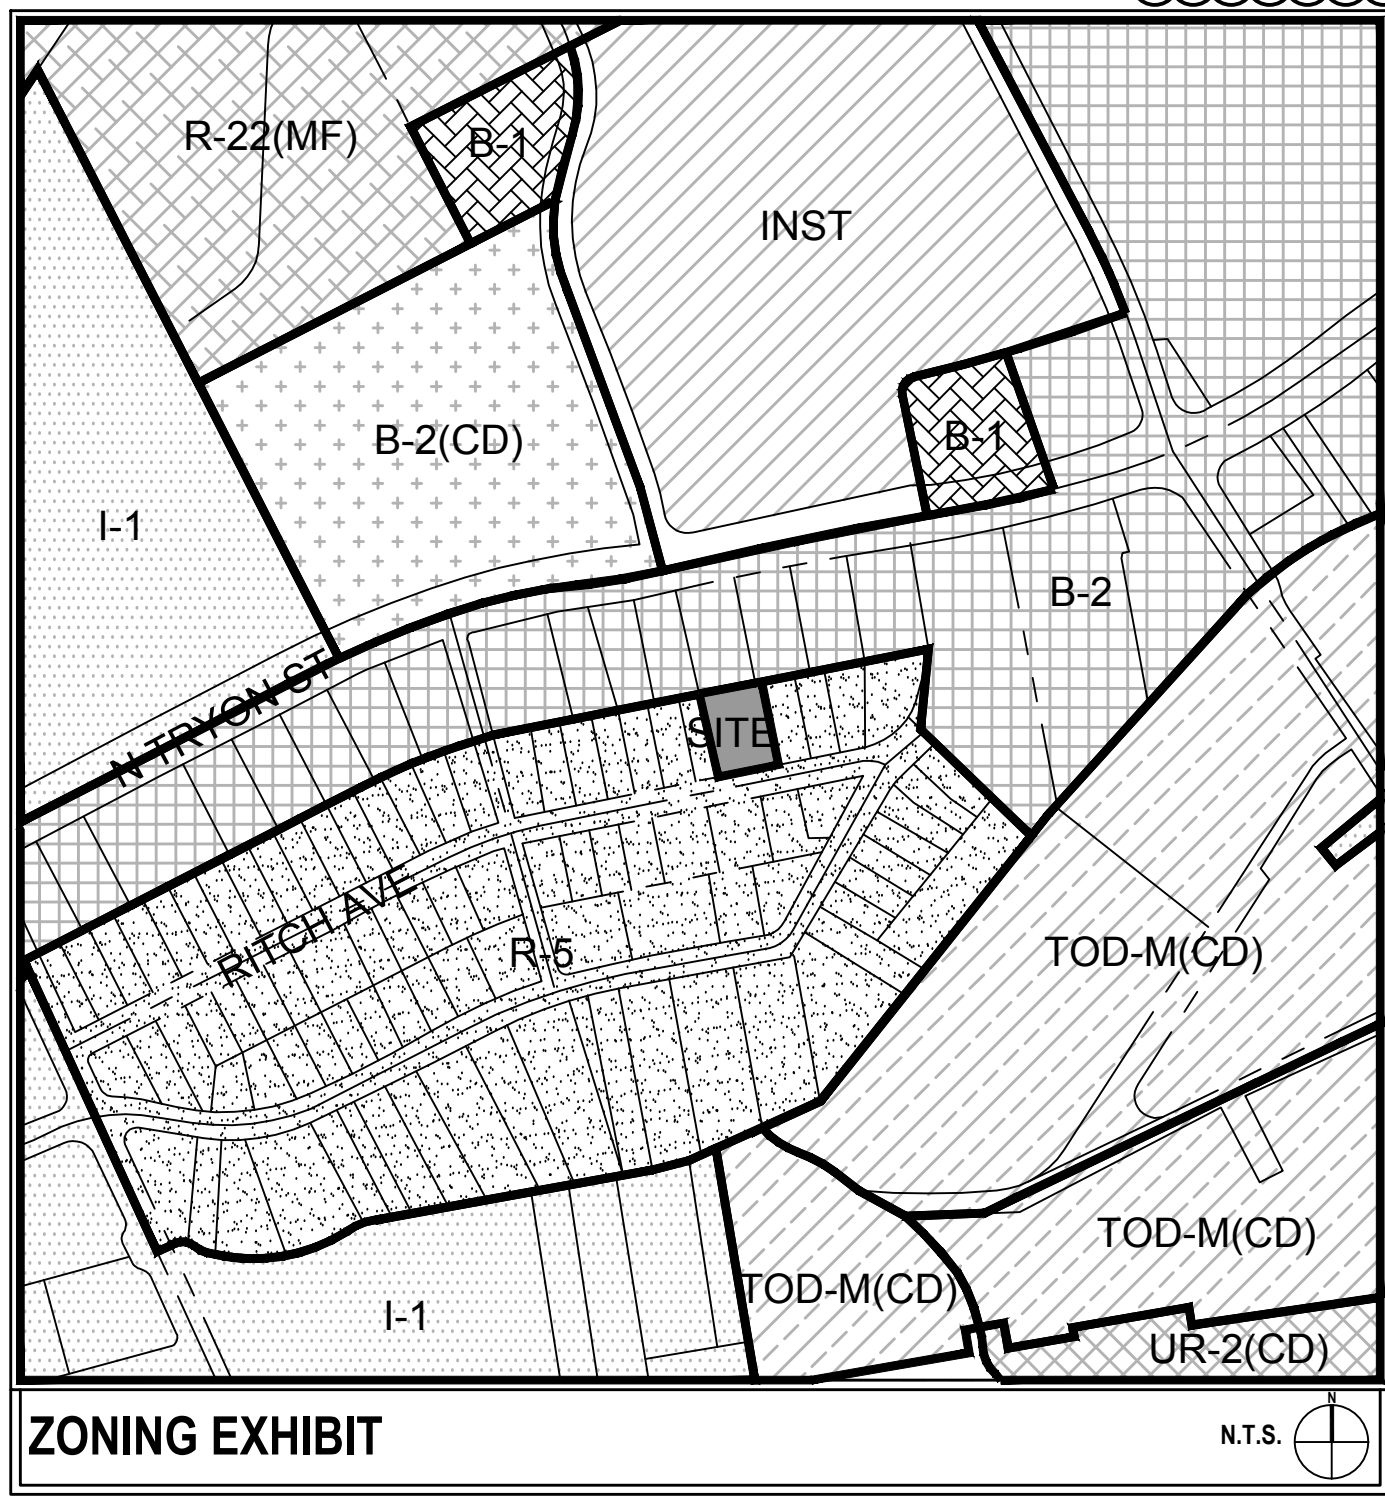 R-22(MF)
B-1
INST
B-2(CD)
B-1
I-1
B-2
N TRYON ST
SITE
RITCH AVE
R-5
TOD-M(CD)
TOD-M(CD)
TOD-M(CD)
I-1
UR-2(CD)
ZONING EXHIBIT
N.T.S.
N